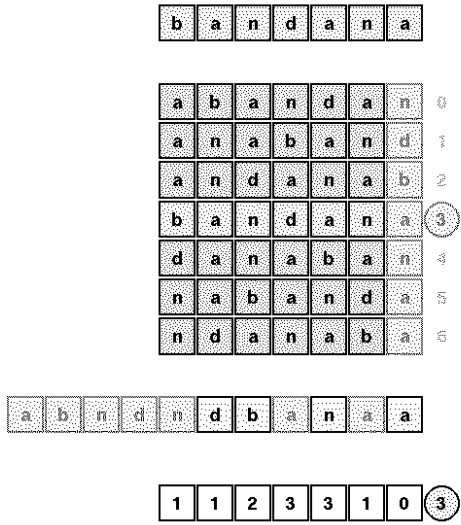 b a n d a n a
a b a n d a n 0
a n a b a n d 1
a n d a n a b 2
b a n d a n a 3
d a n a b a n 4
n a b a n d a 5
n d a n a b a 6
a b n d n d b a n a a
1 1 2 3 3 1 0 3